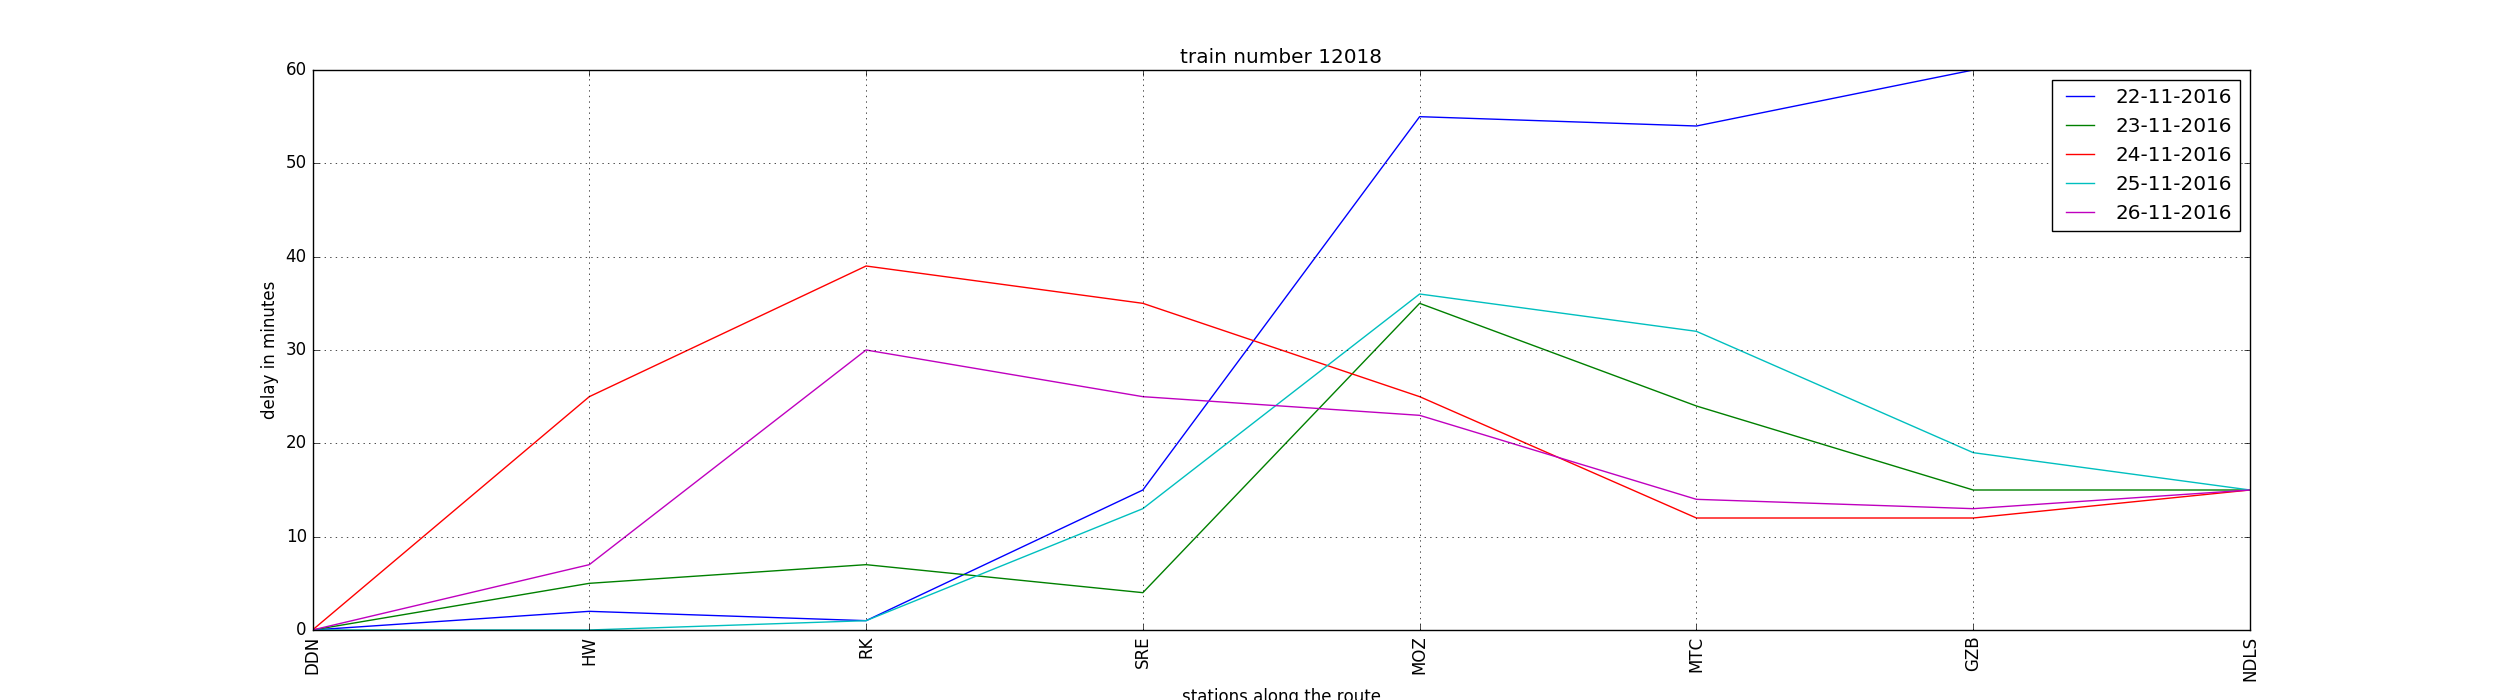 train number 12018
60
50
40
30
20
10
0
delay in minutes
22-11-2016
23-11-2016
24-11-2016
25-11-2016
26-11-2016
DDN
HW
RK
SRE
MOZ
MTC
GZB
NDLS
stations along the route